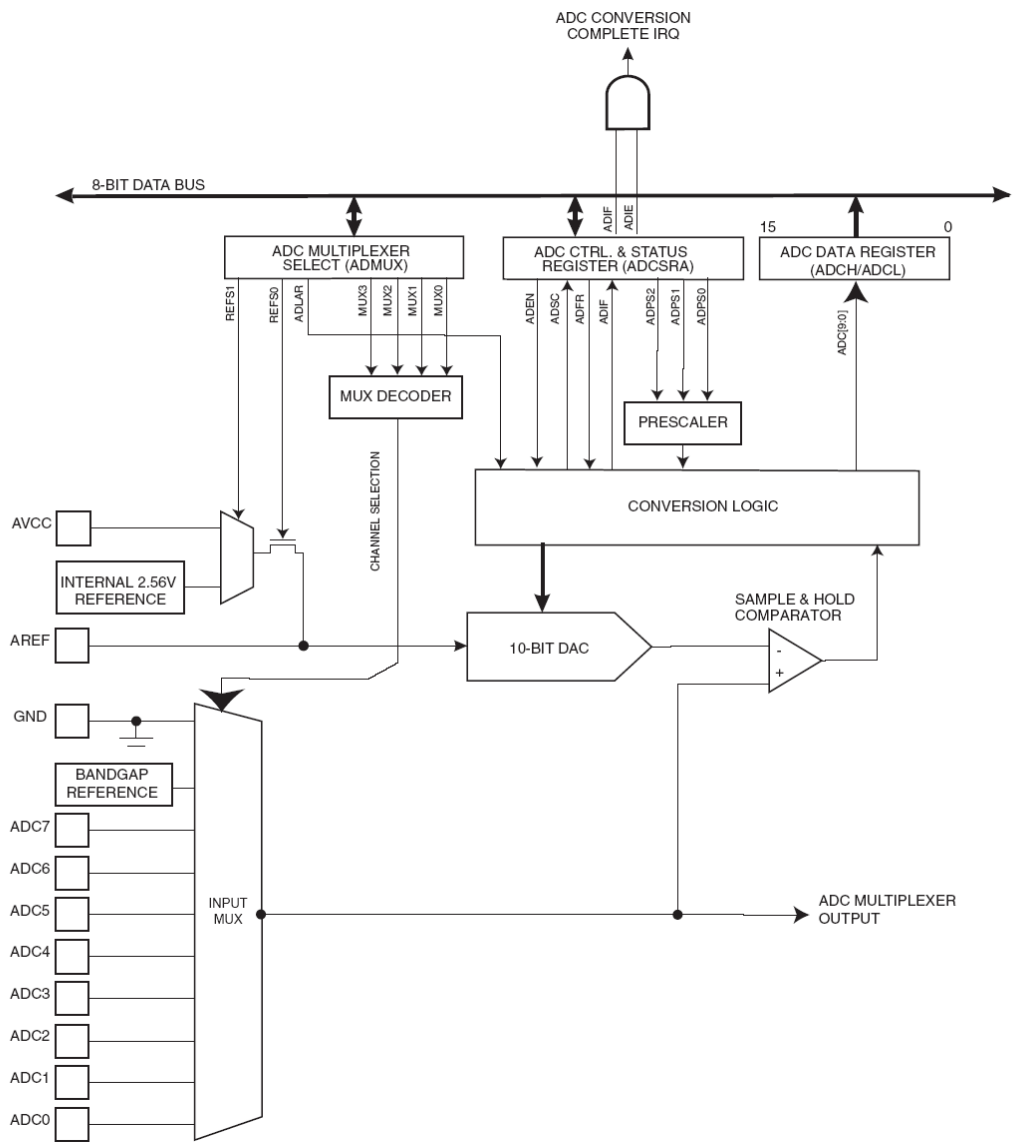 ADC CONVERSION
COMPLETE IRQ
8-BIT DATA BUS
ADIF
ADIE
15
0
ADC MULTIPLEXER
SELECT (ADMUX)
ADC CTRL. & STATUS
REGISTER (ADCSRA)
ADC DATA REGISTER
(ADCH/ADCL)
REFS1
REFS0
ADLAR
MUX3
MUX2
MUX1
MUX0
ADEN
ADSC
ADFR
ADIF
ADPS2
ADPS1
ADPS0
ADC[9:0]
MUX DECODER
PRESCALER
CHANNEL SELECTION
CONVERSION LOGIC
AVCC
INTERNAL 2.56V
REFERENCE
SAMPLE & HOLD
COMPARATOR
AREF
10-BIT DAC
-
+
GND
BANDGAP
REFERENCE
ADC7
ADC6
ADC5
INPUT
MUX
ADC MULTIPLEXER
OUTPUT
ADC4
ADC3
ADC2
ADC1
ADC0